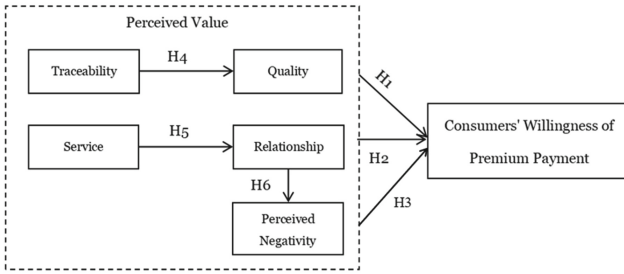 Perceived Value
Traceability
H4
Quality
H1
Service
H5
Relationship
H2
Consumers' Willingness of
Premium Payment
H6
H3
Perceived
Negativity